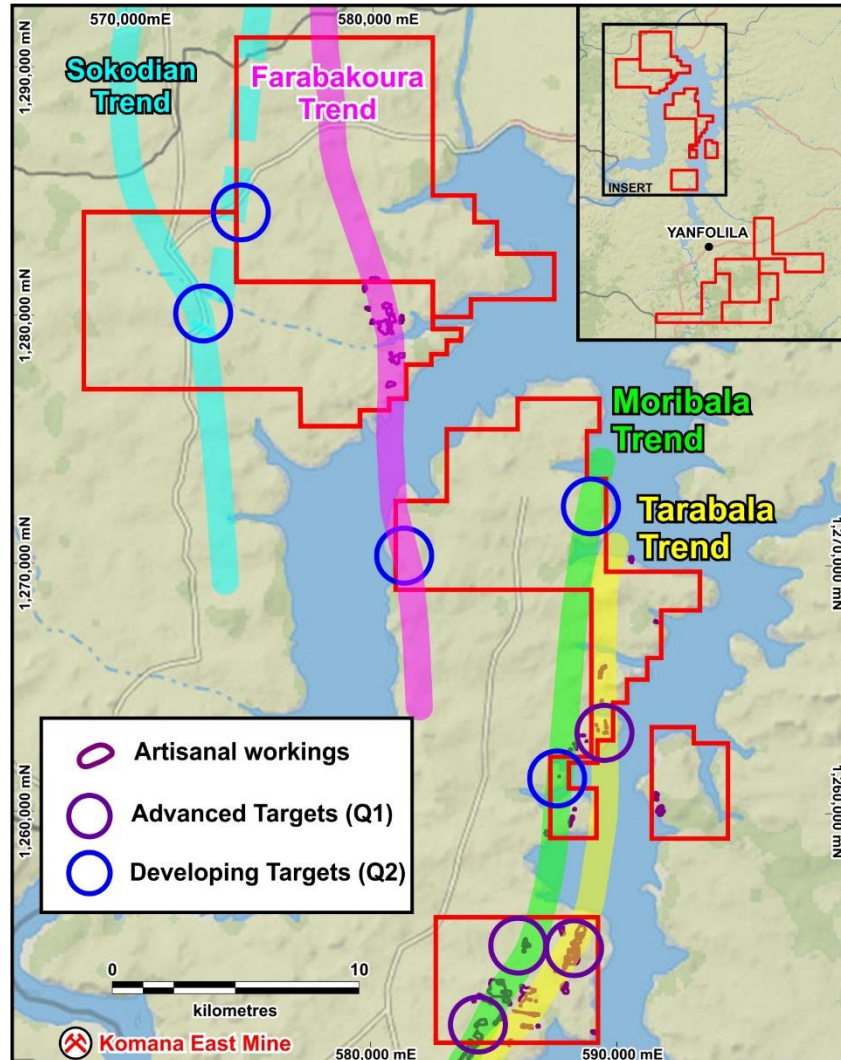 570,000mE
580,000 mE
1,290,000 mN
Sokodian
Trend
Farabakoura
Trend
INSERT
YANFOLILA
1,280,000 mN
Moribala
Trend
Tarabala
Trend
1,270,000 mN
1,270,000 mN
Artisanal workings
Advanced Targets (Q1)
Developing Targets (Q2)
1,260,000 mN
1,260,000 mN
0
10
kilometres
Komana East Mine
580,000 mE
590,000 mE